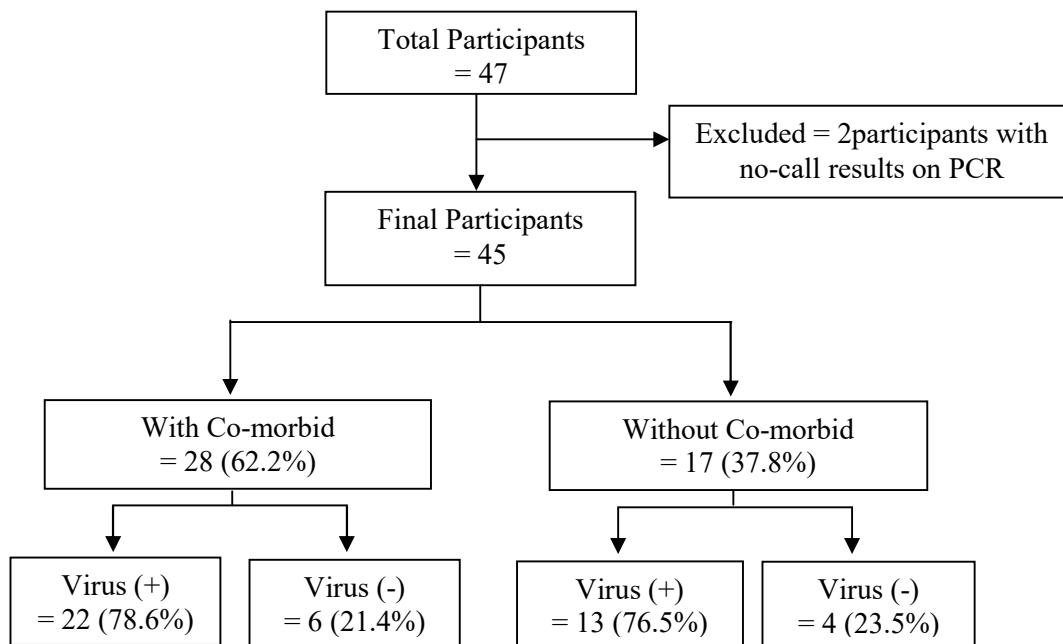 Total Participants
= 47
Excluded = 2participants with
no-call results on PCR
Final Participants
= 45
With Co-morbid
= 28 (62.2%)
Without Co-morbid
= 17 (37.8%)
Virus (+)
= 22 (78.6%)
Virus (-)
= 6 (21.4%)
Virus (+)
= 13 (76.5%)
Virus (-)
= 4 (23.5%)